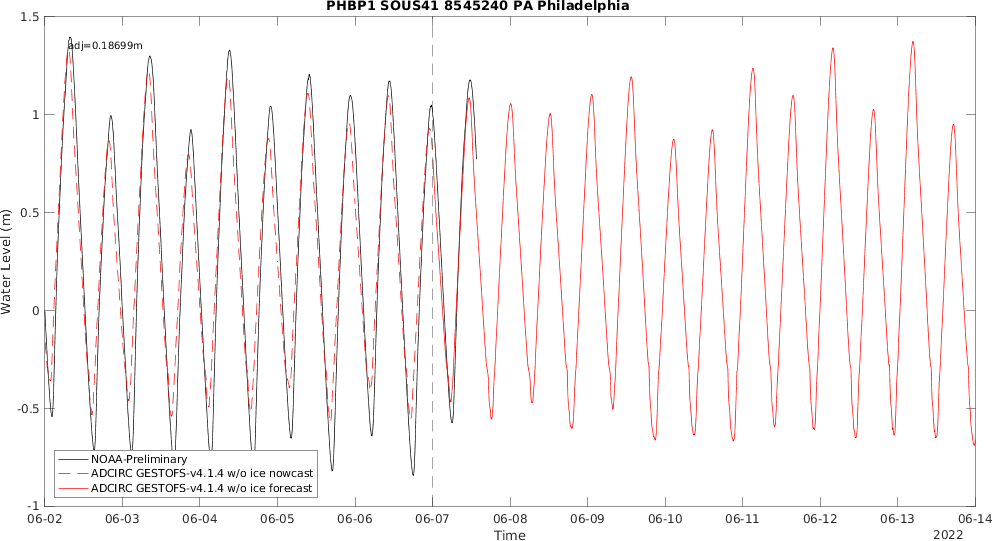 PHBP1 SOUS41 8545240 PA Philadelphia
1.5
adj=0.18699m
1
0.5
0
-0.5
-1
Water Level (m)
NOAA-Preliminary
ADCIRC GESTOFS-v4.1.4 w/o ice nowcast
ADCIRC GESTOFS-v4.1.4 w/o ice forecast
06-02 06-03 06-04 06-05 06-06 06-07 06-08 06-09 06-10 06-11 06-12 06-13 06-14
Time
2022